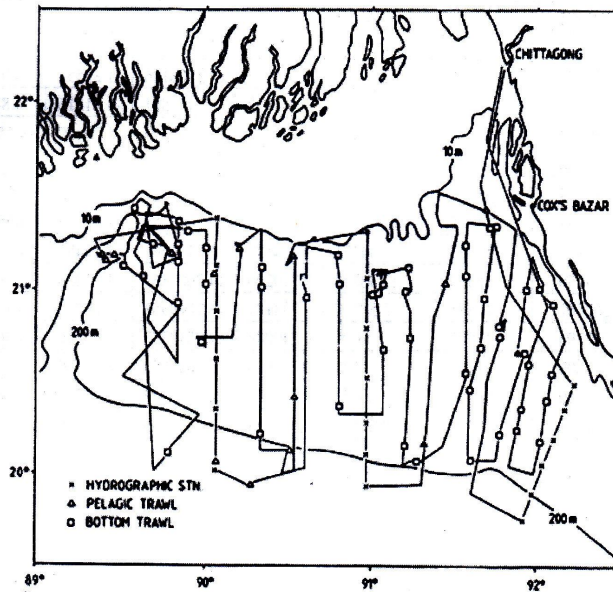 CHITTAGONG
22°
10m
COX'S BAZAR
10m
21°
200m
20°
× HYDROGRAPHIC STN.
△ PELAGIC TRAWL
□ BOTTOM TRAWL
200m
89°
90°
91°
92°